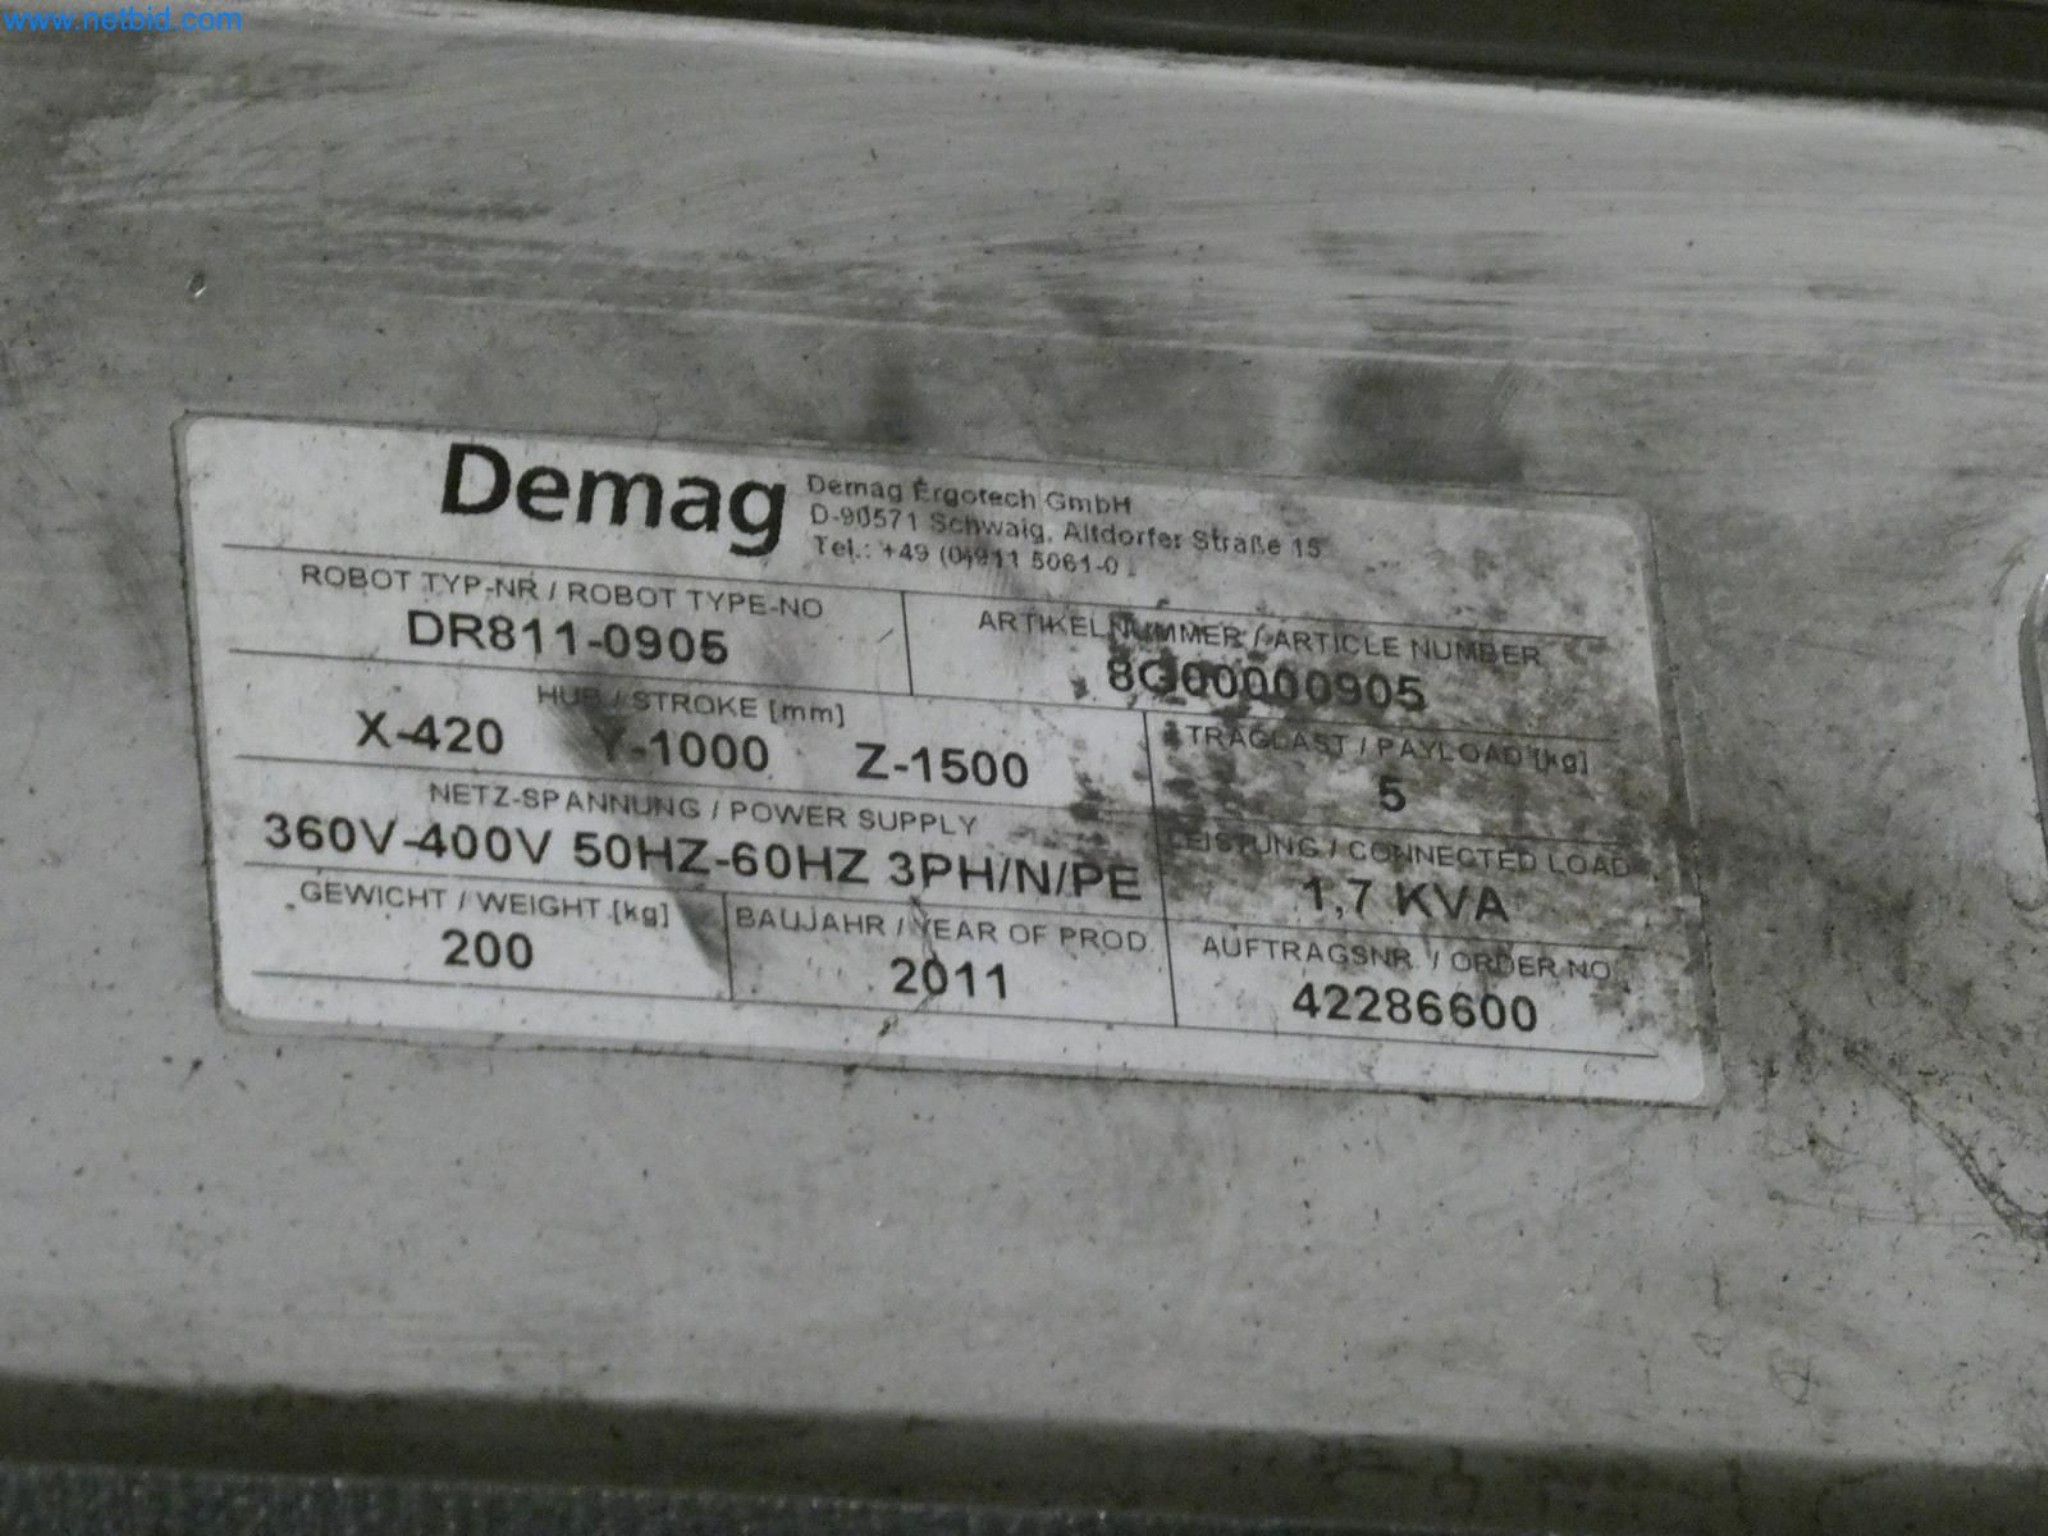 www.netbid.com
Demag
Demag Ergotech GmbH
D-90571 Schwaig, Altdorfer Straße 15
Tel.: +49 (0)911 5061-0
ROBOT TYP-NR / ROBOT TYPE-NO
DR811-0905
ARTIKELNUMMER / ARTICLE NUMBER
8G00000905
HUB / STROKE [mm]
X-420 Y-1000 Z-1500
TRAGLAST / PAYLOAD [kg]
5
NETZ-SPANNUNG / POWER SUPPLY
360V-400V 50HZ-60HZ 3PH/N/PE
LEISTUNG / CONNECTED LOAD
1,7 KVA
GEWICHT / WEIGHT [kg]
200
BAUJAHR / YEAR OF PROD.
2011
AUFTRAGSNR. / ORDER NO.
42286600